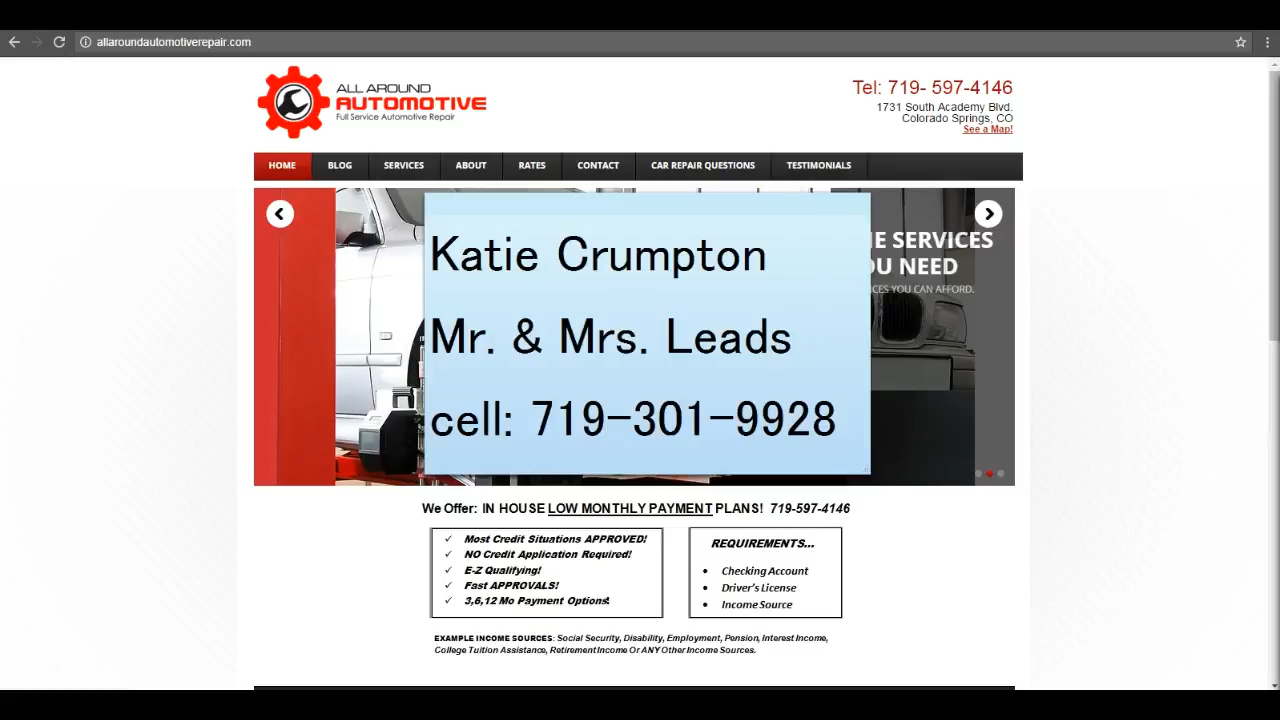 allaroundautomotiverepair.com
ALL AROUND
AUTOMOTIVE
Full Service Automotive Repair
Tel: 719- 597-4146
1731 South Academy Blvd.
Colorado Springs, CO
See a Map!
HOME BLOG SERVICES ABOUT RATES CONTACT CAR REPAIR QUESTIONS TESTIMONIALS
Katie Crumpton
Mr. & Mrs. Leads
cell: 719-301-9928
SERVICES
NEED
YOU CAN AFFORD.
We Offer: IN HOUSE LOW MONTHLY PAYMENT PLANS! 719-597-4146
✓ Most Credit Situations APPROVED!
✓ NO Credit Application Required!
✓ E-Z Qualifying!
✓ Fast APPROVALS!
✓ 3,6,12 Mo Payment Options!
REQUIREMENTS...
• Checking Account
• Driver's License
• Income Source
EXAMPLE INCOME SOURCES: Social Security, Disability, Employment, Pension, Interest Income,
College Tuition Assistance, Retirement Income Or ANY Other Income Sources.